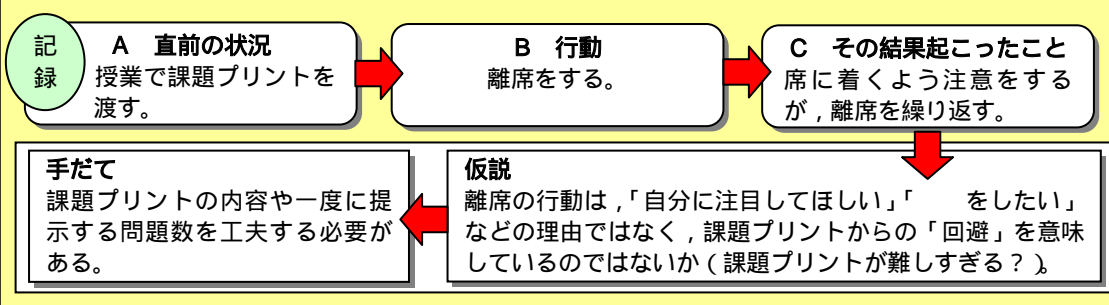 記
録
A 直前の状況
授業で課題プリントを
渡す。
B 行動
離席をする。
C その結果起こったこと
席に着くよう注意をする
が，離席を繰り返す。
手だて
課題プリントの内容や一度に提
示する問題数を工夫する必要が
ある。
仮説
離席の行動は，「自分に注目してほしい」「　　をしたい」
などの理由ではなく，課題プリントからの「回避」を意味
しているのではないか（課題プリントが難しすぎる？）。